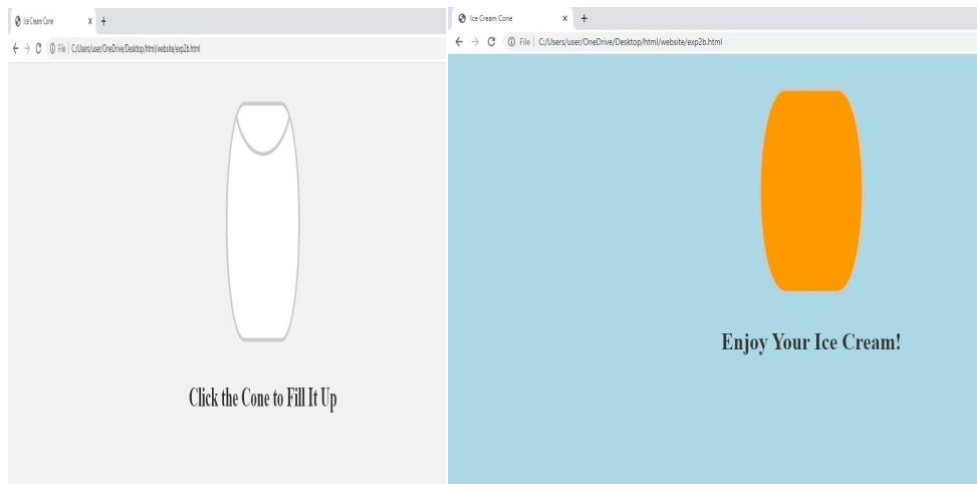 Ice Cream Cone x +
File C:/Users/user/OneDrive/Desktop/html/website/exp2b.html
Click the Cone to Fill It Up
Ice Cream Cone x +
File C:/Users/user/OneDrive/Desktop/html/website/exp2b.html
Enjoy Your Ice Cream!